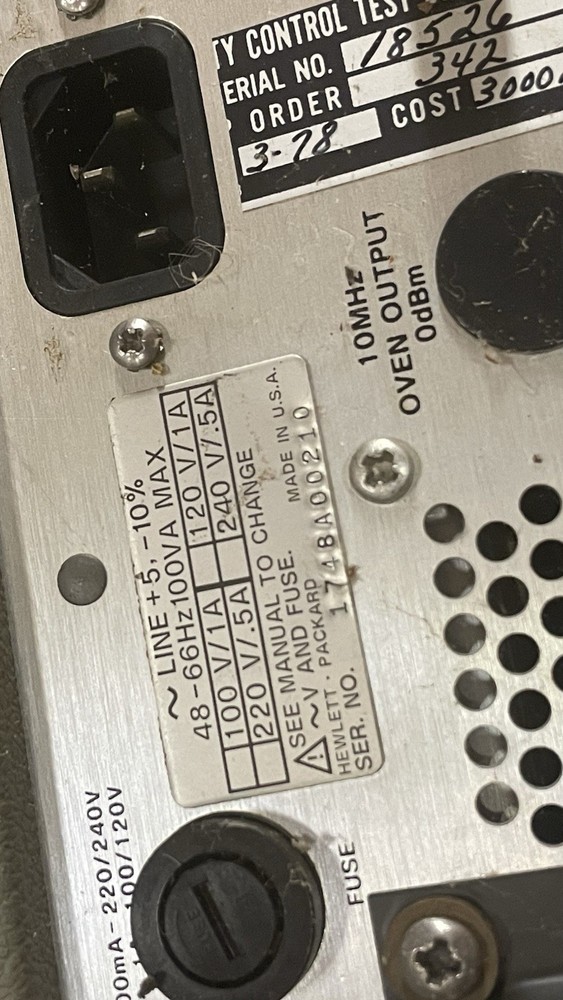 TY CONTROL TEST
ERIAL NO. 18526
ORDER 342
3-78 COST 3000.
10MHz
OVEN OUTPUT
0dBm
~ LINE +5, -10%
48-66Hz 100VA MAX
100 V/1A 120 V/1A
220 V/.5A 240 V/.5A
SEE MANUAL TO CHANGE
~V AND FUSE.
HEWLETT · PACKARD MADE IN U.S.A.
SER. NO. 1748A00210
FUSE
00mA-220/240V
100/120V